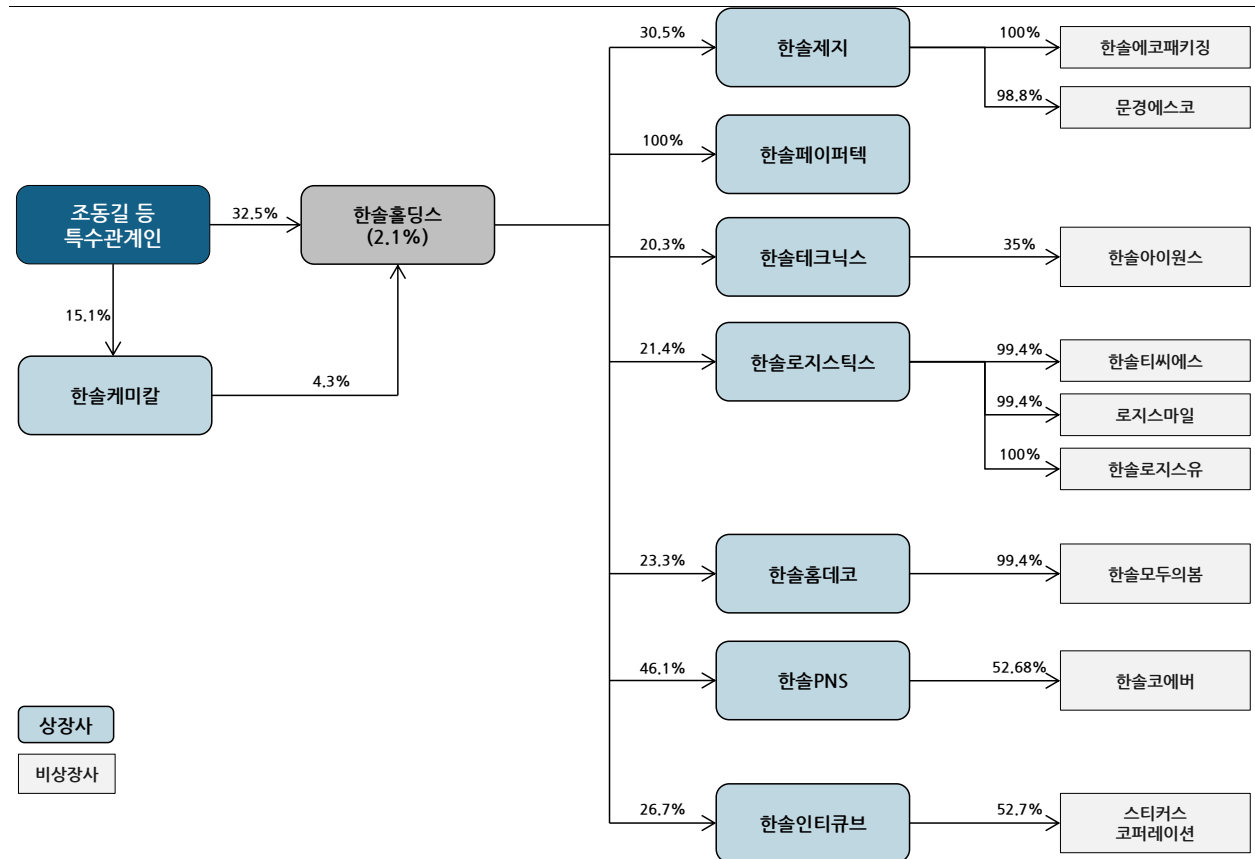 30.5%
한솔제지
100%
한솔에코패키징
98.8%
문경에스코
100%
한솔페이퍼텍
조동길 등
특수관계인
32.5%
한솔홀딩스
(2.1%)
20.3%
한솔테크닉스
35%
한솔아이원스
15.1%
한솔케미칼
4.3%
21.4%
한솔로지스틱스
99.4%
한솔티씨에스
99.4%
로지스마일
100%
한솔로지스유
23.3%
한솔홈데코
99.4%
한솔모두의봄
46.1%
한솔PNS
52.68%
한솔코에버
상장사
비상장사
26.7%
한솔인티큐브
52.7%
스티커스
코퍼레이션